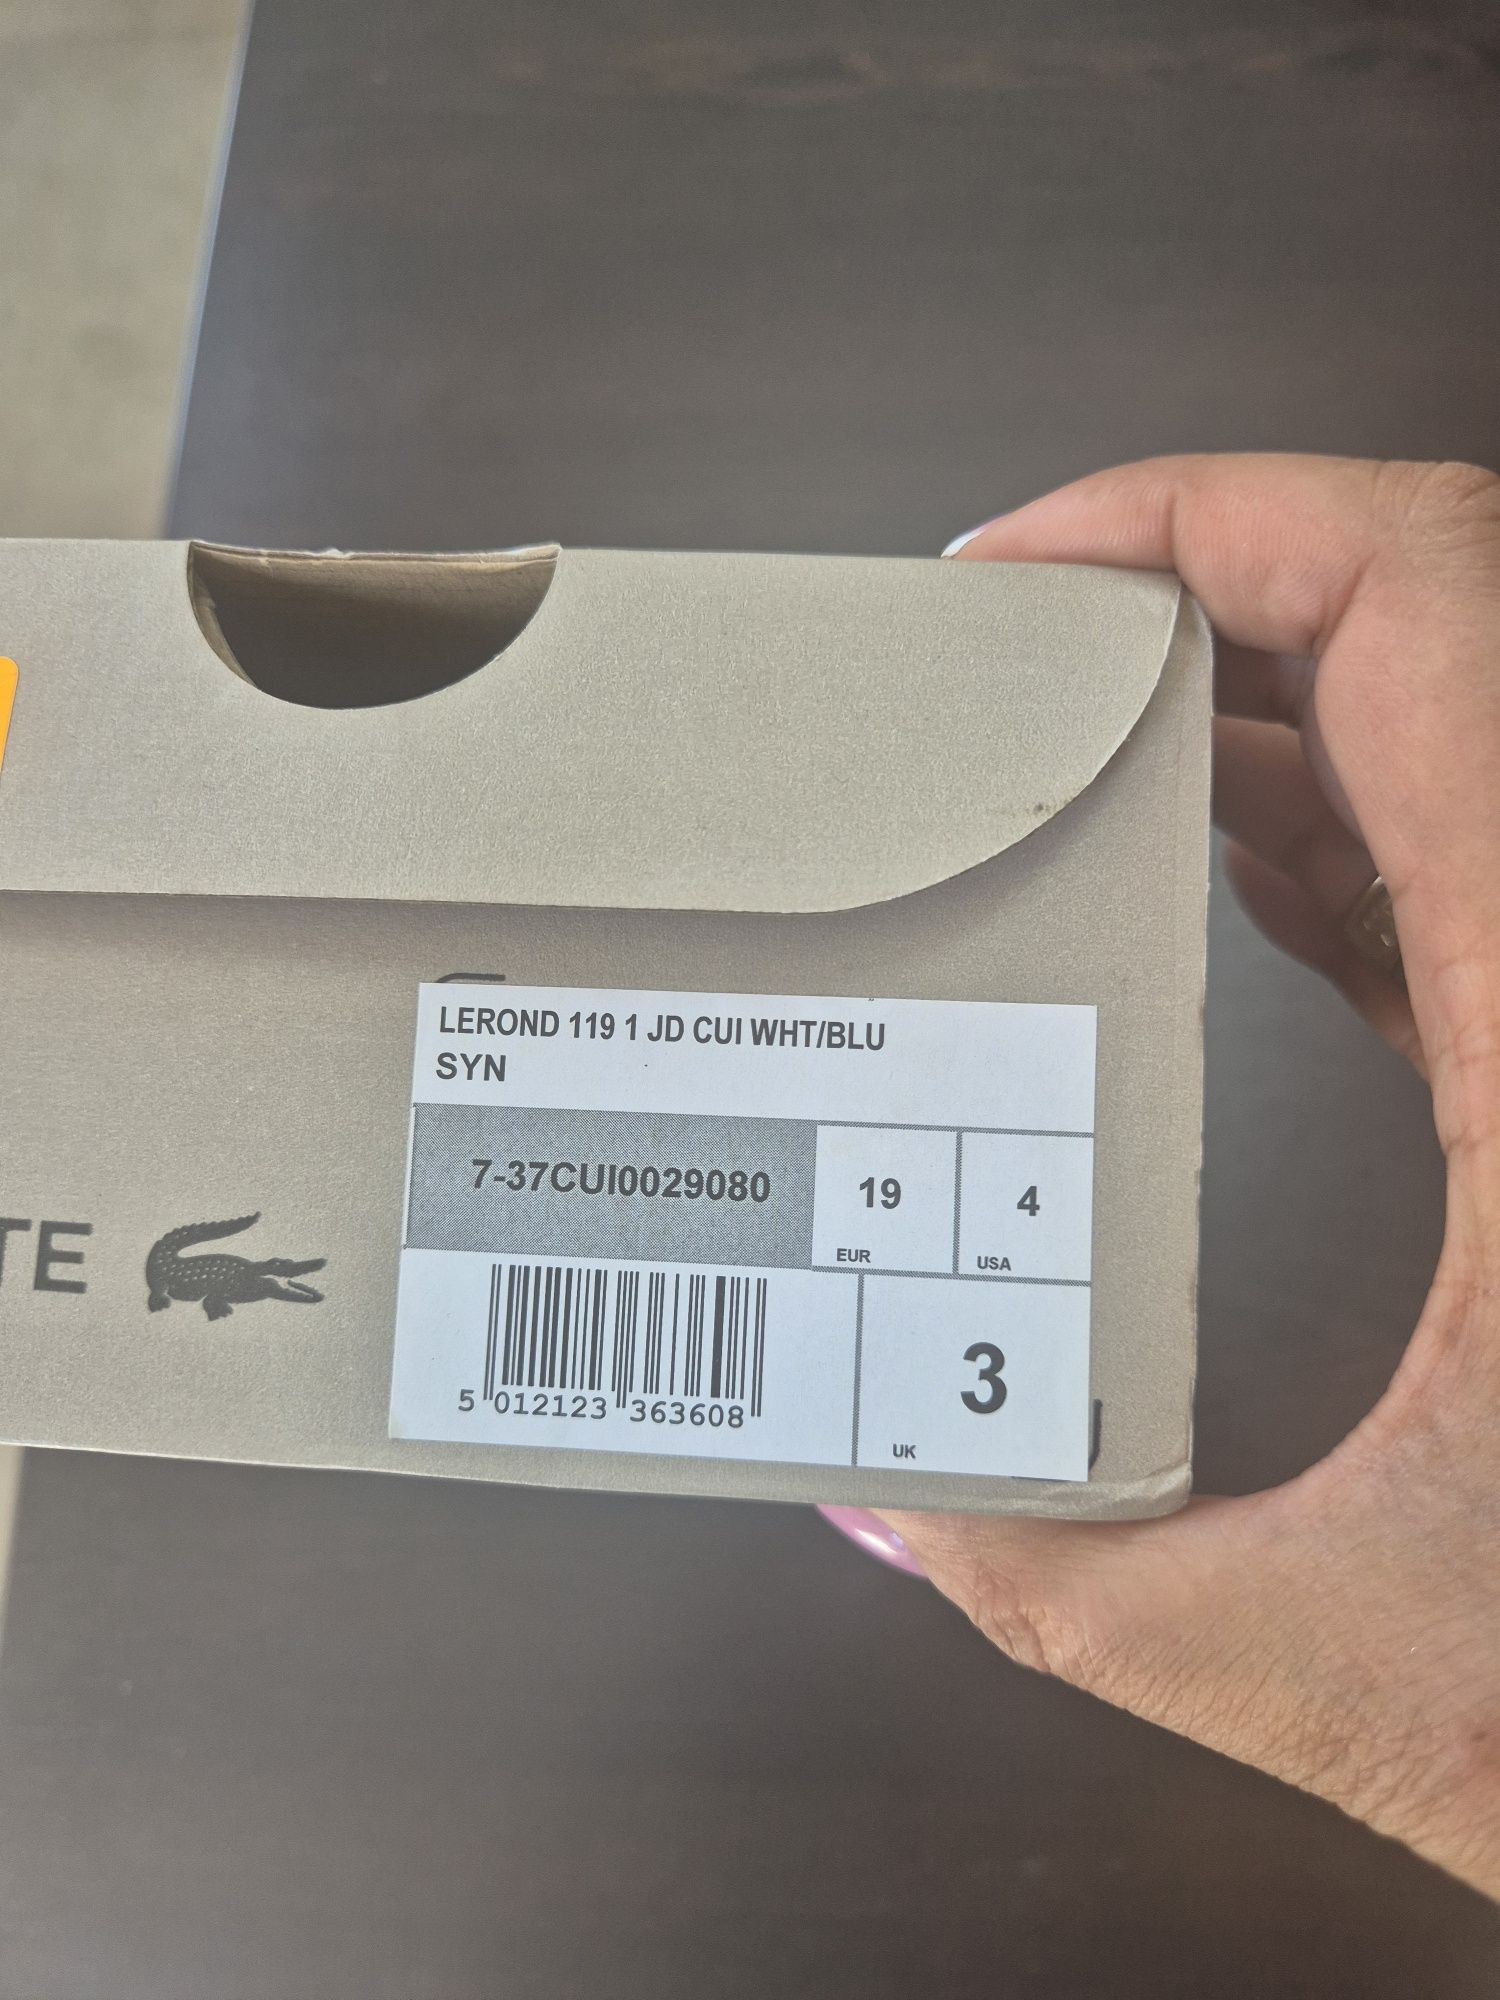 LEROND 119 1 JD CUI WHT/BLU
SYN
7-37CUI0029080
19
EUR
4
USA
TE
5 012123 363608
3
UK